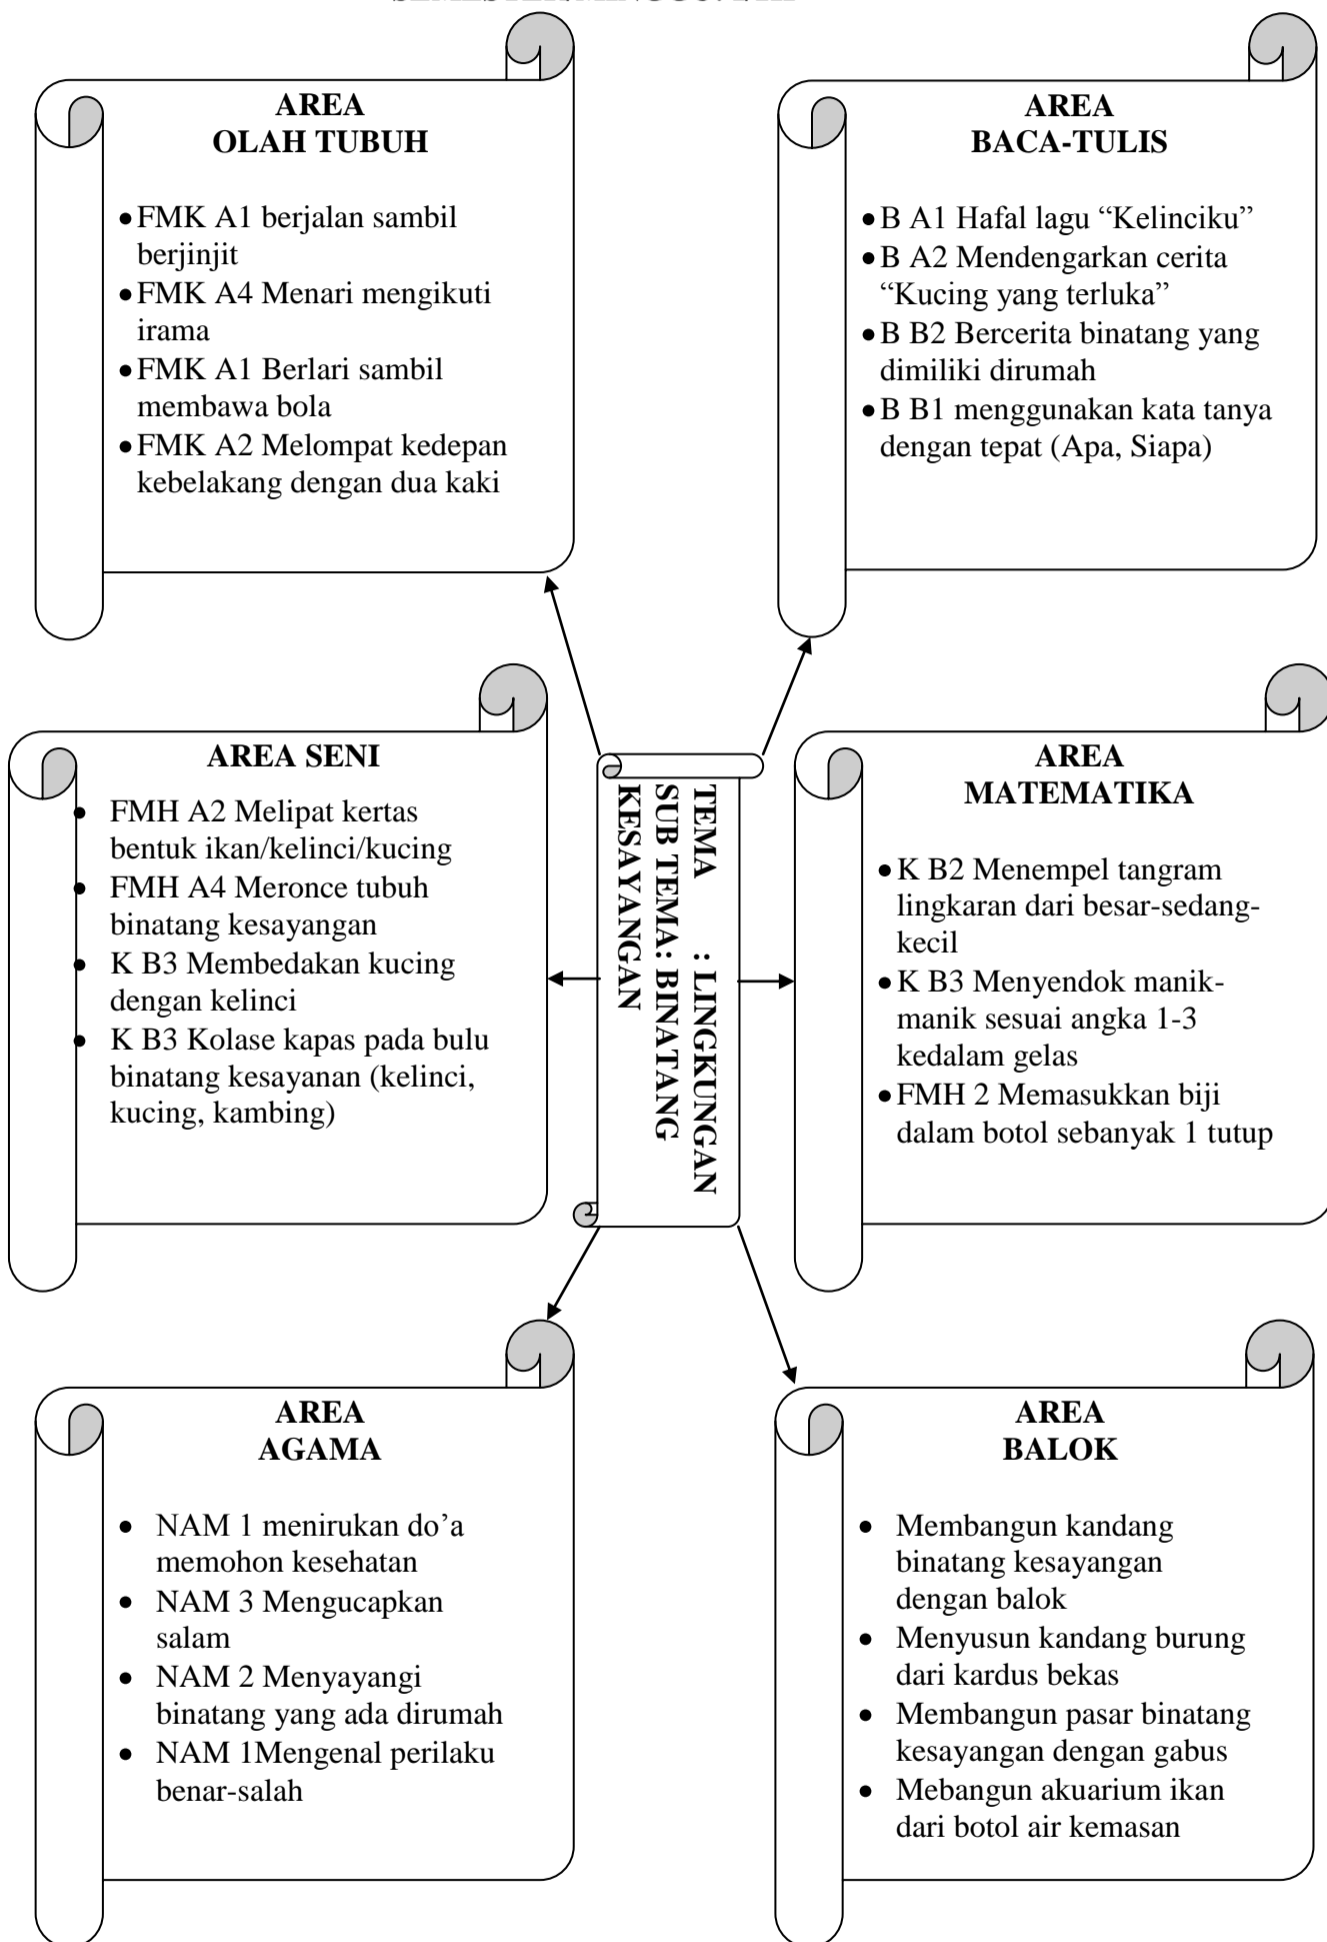 AREA
OLAH TUBUH
•FMK A1 berjalan sambil
berjinjit
•FMK A4 Menari mengikuti
irama
•FMK A1 Berlari sambil
membawa bola
•FMK A2 Melompat kedepan
kebelakang dengan dua kaki
AREA
BACA-TULIS
•B A1 Hafal lagu “Kelinciku”
•B A2 Mendengarkan cerita
“Kucing yang terluka”
•B B2 Bercerita binatang yang
dimiliki dirumah
•B B1 menggunakan kata tanya
dengan tepat (Apa, Siapa)
AREA SENI
• FMH A2 Melipat kertas
bentuk ikan/kelinci/kucing
• FMH A4 Meronce tubuh
binatang kesayangan
• K B3 Membedakan kucing
dengan kelinci
• K B3 Kolase kapas pada bulu
binatang kesayanan (kelinci,
kucing, kambing)
TEMA : LINGKUNGAN
SUB TEMA: BINATANG
KESAYANGAN
AREA
MATEMATIKA
•K B2 Menempel tangram
lingkaran dari besar-sedang-
kecil
•K B3 Menyendok manik-
manik sesuai angka 1-3
kedalam gelas
•FMH 2 Memasukkan biji
dalam botol sebanyak 1 tutup
AREA
AGAMA
• NAM 1 menirukan do’a
memohon kesehatan
• NAM 3 Mengucapkan
salam
• NAM 2 Menyayangi
binatang yang ada dirumah
• NAM 1Mengenal perilaku
benar-salah
AREA
BALOK
• Membangun kandang
binatang kesayangan
dengan balok
• Menyusun kandang burung
dari kardus bekas
• Membangun pasar binatang
kesayangan dengan gabus
• Mebangun akuarium ikan
dari botol air kemasan